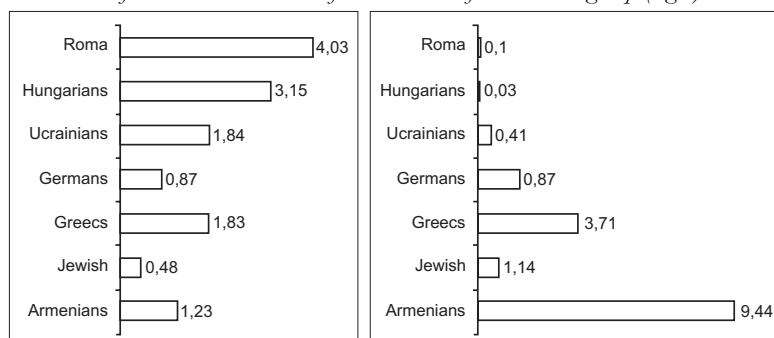 Roma 4,03
Hungarians 3,15
Ucrainians 1,84
Germans 0,87
Greecs 1,83
Jewish 0,48
Armenians 1,23
Roma 0,1
Hungarians 0,03
Ucrainians 0,41
Germans 0,87
Greecs 3,71
Jewish 1,14
Armenians 9,44